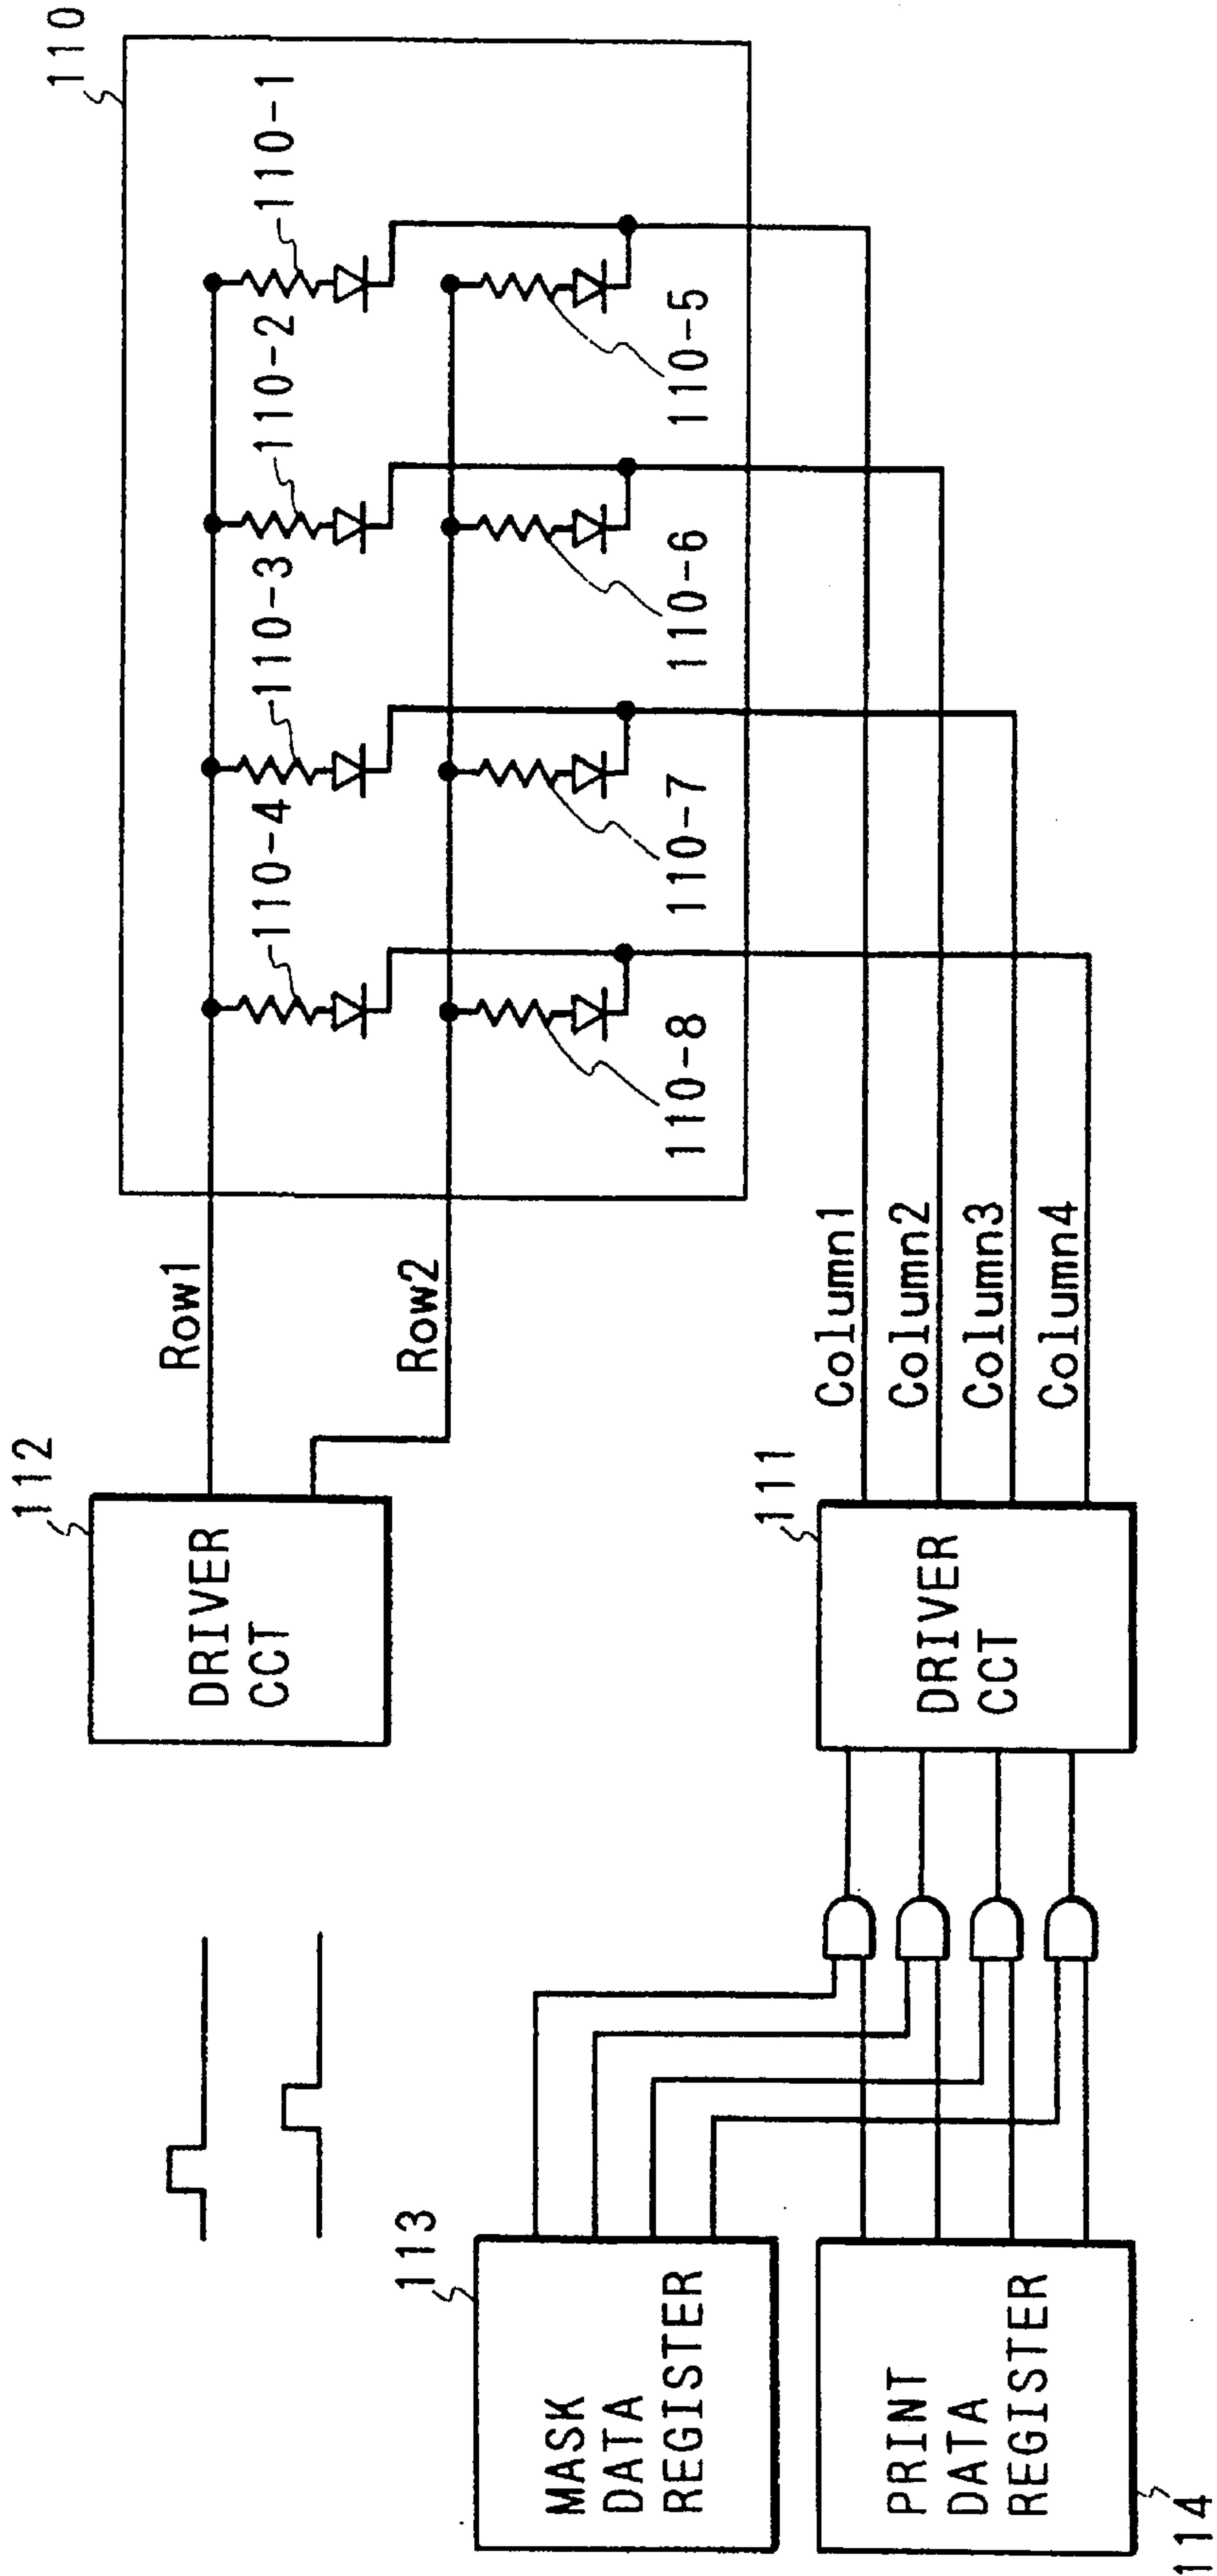 110
110-1
110-2
110-3
110-4
110-5
110-6
110-7
110-8
Row1
Row2
112
DRIVER
CCT
Column1
Column2
Column3
Column4
111
DRIVER
CCT
113
MASK
DATA
REGISTER
PRINT
DATA
REGISTER
114